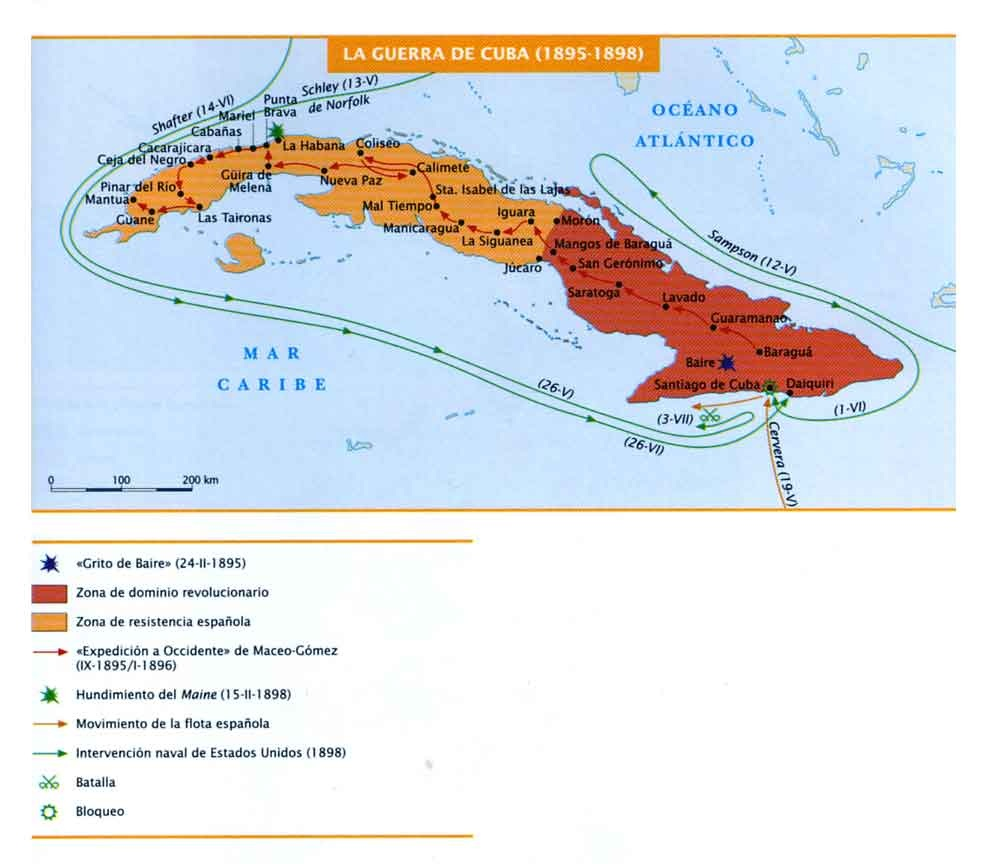 LA GUERRA DE CUBA (1895-1898)
Shafter (14-VI)
Schley (13-V)
de Norfolk
Punta
Brava
Mariel
Cabañas
Cacarajícara
Ceja del Negro
La Habana
Coliseo
OCÉANO
ATLÁNTICO
Güira de
Melena
Nueva Paz
Calimete
Pinar del Río
Mantua
Guane
Las Taironas
Sta. Isabel de las Lajas
Mal Tiempo
Manicaragua
Iguara
La Siguanea
Morón
Mangos de Baraguá
Júcaro
San Gerónimo
Saratoga
Lavado
Guaramanao
Sampson (12-V)
Baraguá
Baire
Santiago de Cuba
Daiquiri
MAR
CARIBE
(26-V)
(3-VII)
(1-VI)
(26-VI)
Cervera (19-V)
0 100 200 km
«Grito de Baire» (24-II-1895)
Zona de dominio revolucionario
Zona de resistencia española
«Expedición a Occidente» de Maceo-Gómez
(IX-1895/I-1896)
Hundimiento del Maine (15-II-1898)
Movimiento de la flota española
Intervención naval de Estados Unidos (1898)
Batalla
Bloqueo